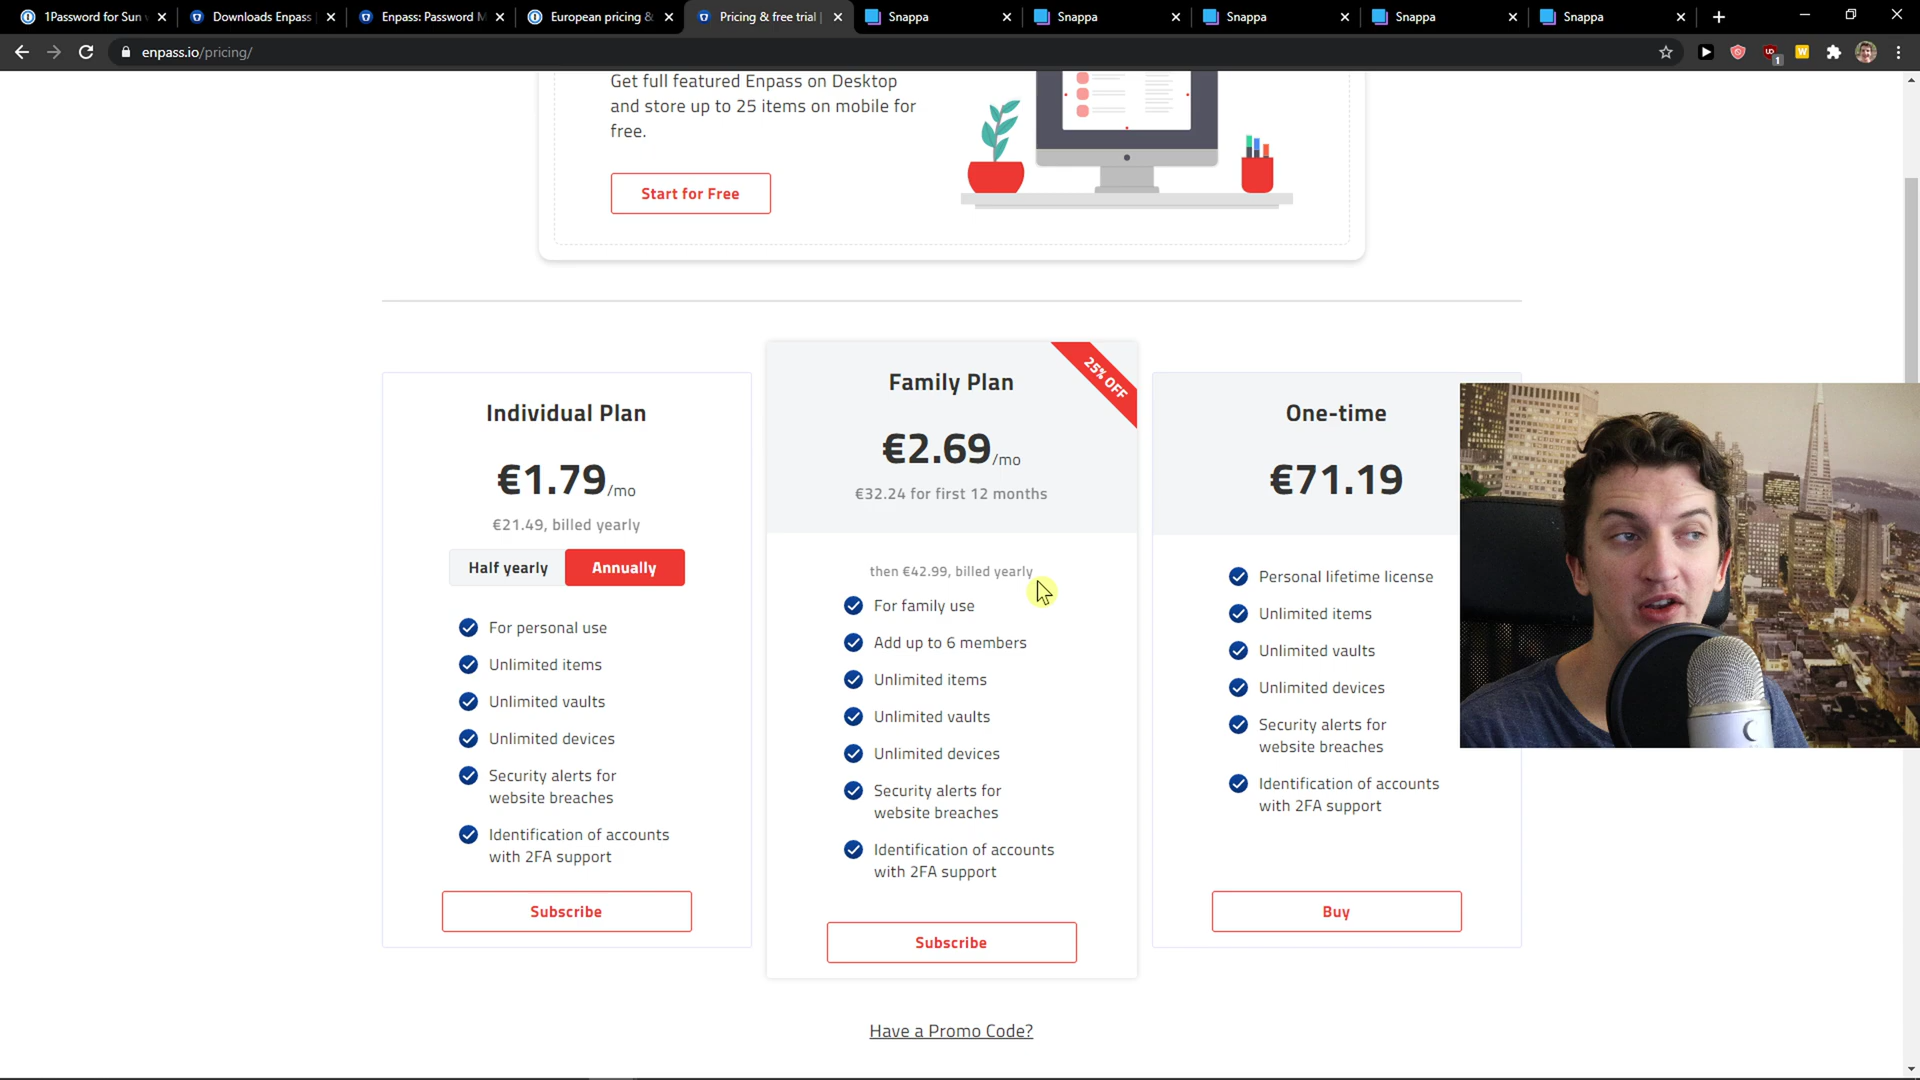 1Password for Sun
Downloads Enpass
Enpass: Password M
European pricing &
Pricing & free trial
Snappa
Snappa
Snappa
Snappa
Snappa
enpass.io/pricing/
Get full featured Enpass on Desktop
and store up to 25 items on mobile for
free.
Start for Free
Individual Plan
€1.79/mo
€21.49, billed yearly
Half yearly
Annually
For personal use
Unlimited items
Unlimited vaults
Unlimited devices
Security alerts for
website breaches
Identification of accounts
with 2FA support
Subscribe
25% OFF
Family Plan
€2.69/mo
€32.24 for first 12 months
then €42.99, billed yearly
For family use
Add up to 6 members
Unlimited items
Unlimited vaults
Unlimited devices
Security alerts for
website breaches
Identification of accounts
with 2FA support
Subscribe
One-time
€71.19
Personal lifetime license
Unlimited items
Unlimited vaults
Unlimited devices
Security alerts for
website breaches
Identification of accounts
with 2FA support
Buy
Have a Promo Code?